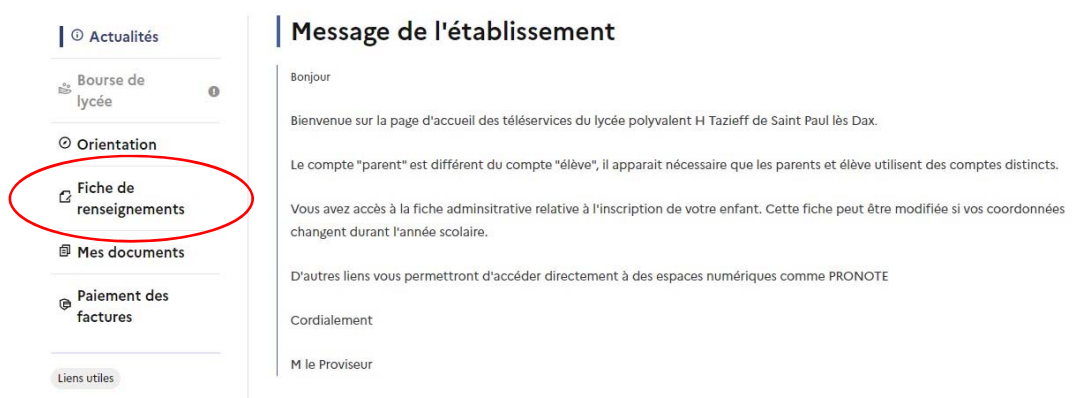 Actualités
Bourse de
lycée
Orientation
Fiche de
renseignements
Mes documents
Paiement des
factures
Liens utiles
Message de l'établissement
Bonjour
Bienvenue sur la page d'accueil des téléservices du lycée polyvalent H Tazieff de Saint Paul lès Dax.
Le compte "parent" est différent du compte "élève", il apparait nécessaire que les parents et élève utilisent des comptes distincts.
Vous avez accès à la fiche adminsitrative relative à l'inscription de votre enfant. Cette fiche peut être modifiée si vos coordonnées
changent durant l'année scolaire.
D'autres liens vous permettront d'accéder directement à des espaces numériques comme PRONOTE
Cordialement
M le Proviseur